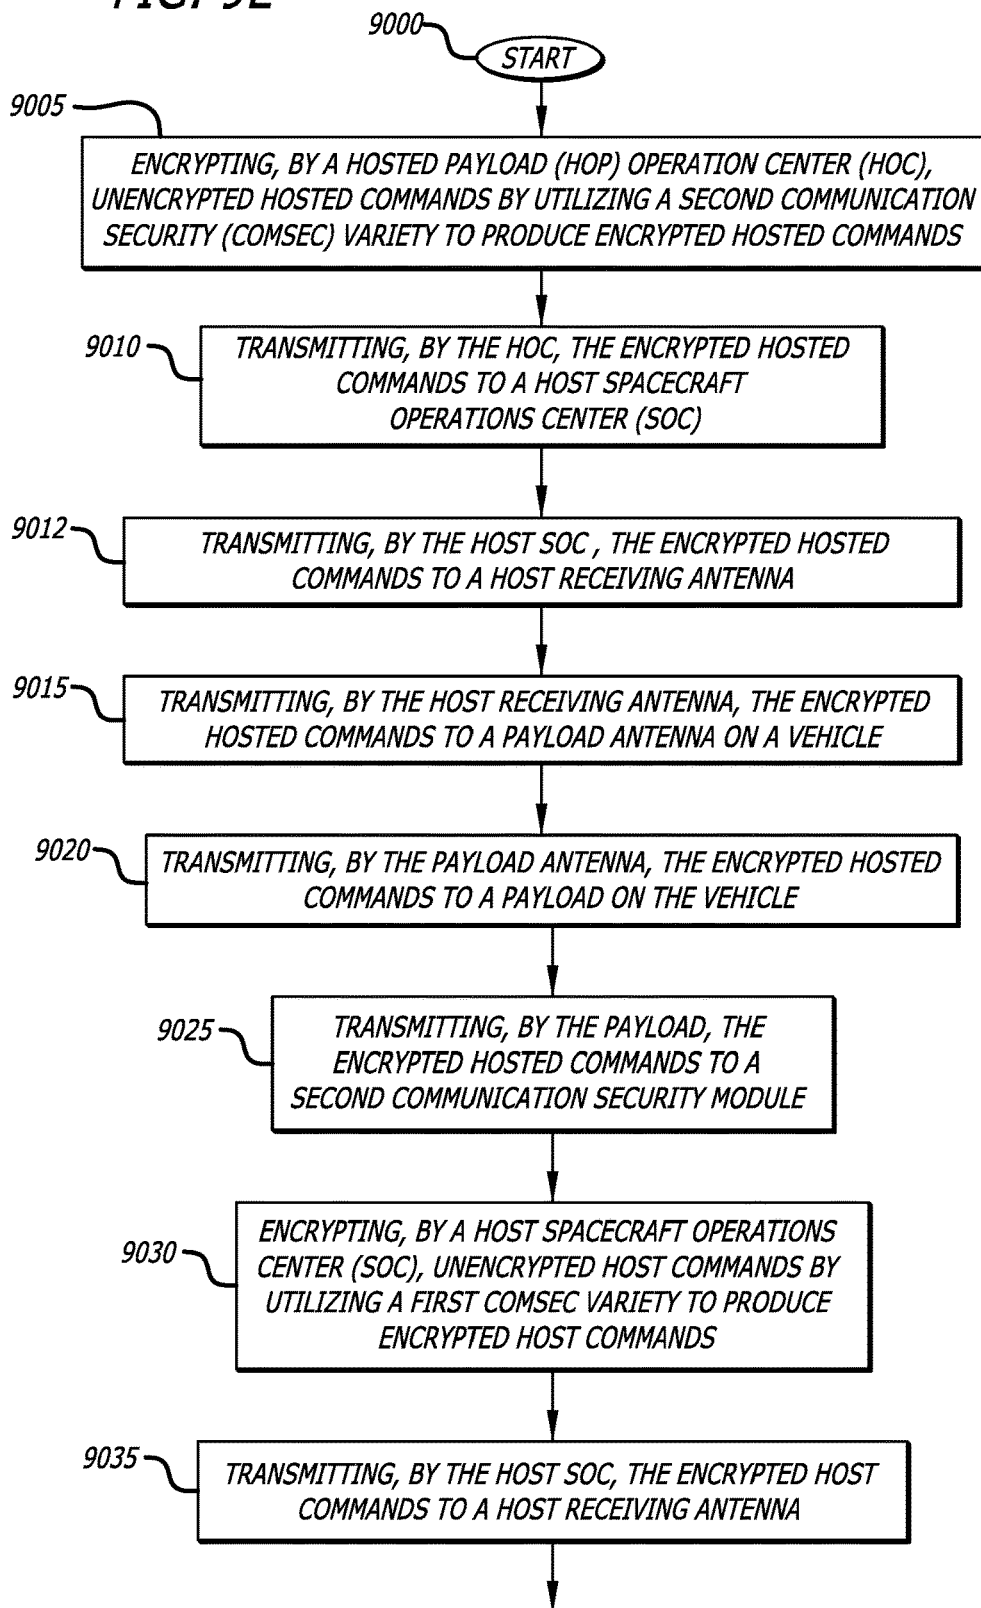 FIG. 9E
9000
START
9005
ENCRYPTING, BY A HOSTED PAYLOAD (HOP) OPERATION CENTER (HOC),
UNENCRYPTED HOSTED COMMANDS BY UTILIZING A SECOND COMMUNICATION
SECURITY (COMSEC) VARIETY TO PRODUCE ENCRYPTED HOSTED COMMANDS
9010
TRANSMITTING, BY THE HOC, THE ENCRYPTED HOSTED
COMMANDS TO A HOST SPACECRAFT
OPERATIONS CENTER (SOC)
9012
TRANSMITTING, BY THE HOST SOC , THE ENCRYPTED HOSTED
COMMANDS TO A HOST RECEIVING ANTENNA
9015
TRANSMITTING, BY THE HOST RECEIVING ANTENNA, THE ENCRYPTED
HOSTED COMMANDS TO A PAYLOAD ANTENNA ON A VEHICLE
9020
TRANSMITTING, BY THE PAYLOAD ANTENNA, THE ENCRYPTED HOSTED
COMMANDS TO A PAYLOAD ON THE VEHICLE
9025
TRANSMITTING, BY THE PAYLOAD, THE
ENCRYPTED HOSTED COMMANDS TO A
SECOND COMMUNICATION SECURITY MODULE
9030
ENCRYPTING, BY A HOST SPACECRAFT OPERATIONS
CENTER (SOC), UNENCRYPTED HOST COMMANDS BY
UTILIZING A FIRST COMSEC VARIETY TO PRODUCE
ENCRYPTED HOST COMMANDS
9035
TRANSMITTING, BY THE HOST SOC, THE ENCRYPTED HOST
COMMANDS TO A HOST RECEIVING ANTENNA